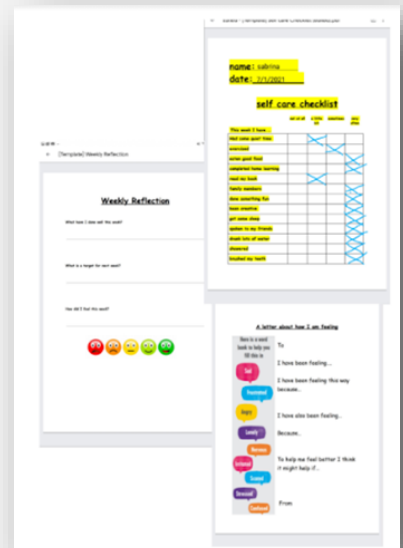 name: sabrina
date: 7/1/2021
self care checklist
not at all
a little bit
sometimes
very often
This week I have ...
Had some quiet time
exercised
eaten good food
completed home learning
read my book
family members
done something fun
been creative
got some sleep
spoken to my friends
drunk lots of water
showered
brushed my teeth
[Template] Weekly Reflection
Weekly Reflection
What have I done well this week?
What is a target for next week?
How did I feel this week?
A letter about how I am feeling
Here is a word
bank to help you
fill this in
Sad
Frustrated
Angry
Lonely
Nervous
Irritated
Scared
Stressed
Confused
To
I have been feeling...
I have been feeling this way
because..
I have also been feeling..
Because..
To help me feel better I think
it might help if...
From